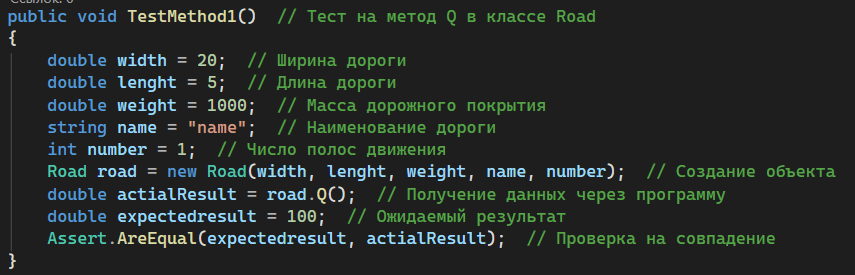 Ссылок: 0
public void TestMethod1()  // Тест на метод Q в классе Road
{
    double width = 20;  // Ширина дороги
    double lenght = 5;  // Длина дороги
    double weight = 1000;  // Масса дорожного покрытия
    string name = "name";  // Наименование дороги
    int number = 1;  // Число полос движения
    Road road = new Road(width, lenght, weight, name, number);  // Создание объекта
    double actialResult = road.Q();  // Получение данных через программу
    double expectedresult = 100;  // Ожидаемый результат
    Assert.AreEqual(expectedresult, actialResult);  // Проверка на совпадение
}